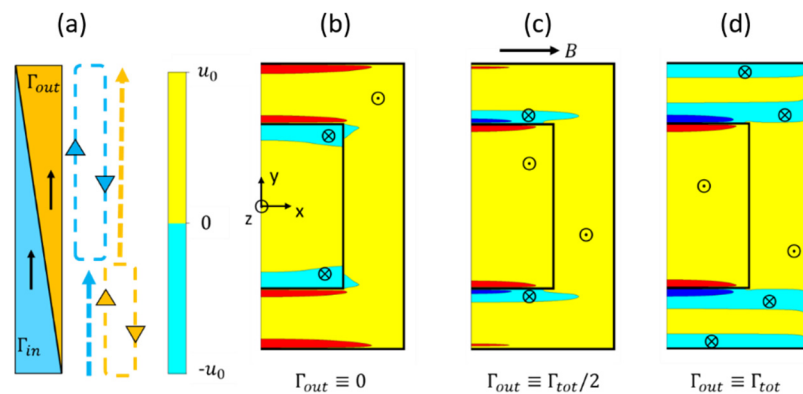 (a) (b) (c) (d)
B
Γout
Γin
u0
0
-u0
y
z x
Γout ≡ 0 Γout ≡ Γtot/2 Γout ≡ Γtot